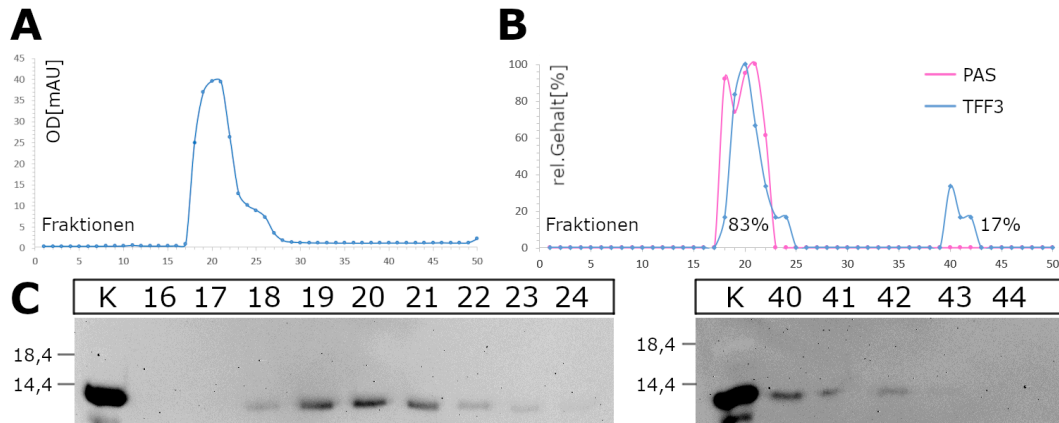 A
B
OD[mAU]
45
40
35
30
25
20
15
10
5
0
Fraktionen
0 5 10 15 20 25 30 35 40 45 50
rel.Gehalt[%]
100
80
60
40
20
0
PAS
TFF3
Fraktionen
83%
17%
0 5 10 15 20 25 30 35 40 45 50
C
K 16 17 18 19 20 21 22 23 24
18,4
14,4
K 40 41 42 43 44
18,4
14,4